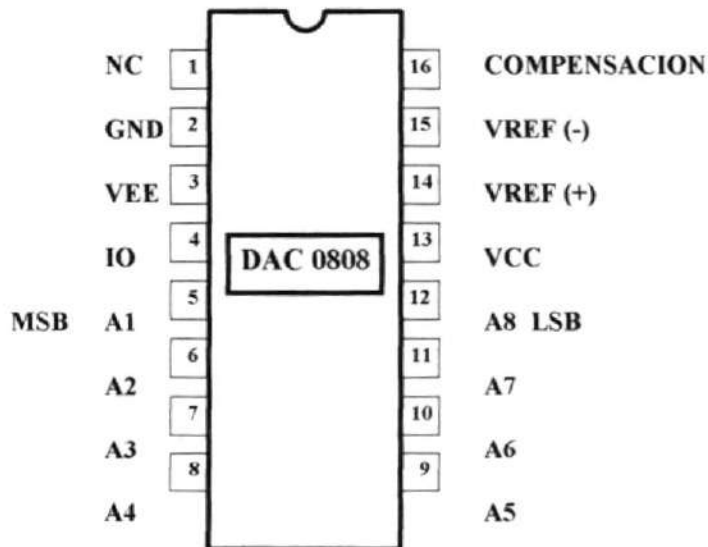 NC 1 16 COMPENSACION
GND 2 15 VREF (-)
VEE 3 14 VREF (+)
IO 4 DAC 0808 13 VCC
MSB A1 5 12 A8 LSB
A2 6 11 A7
A3 7 10 A6
A4 8 9 A5